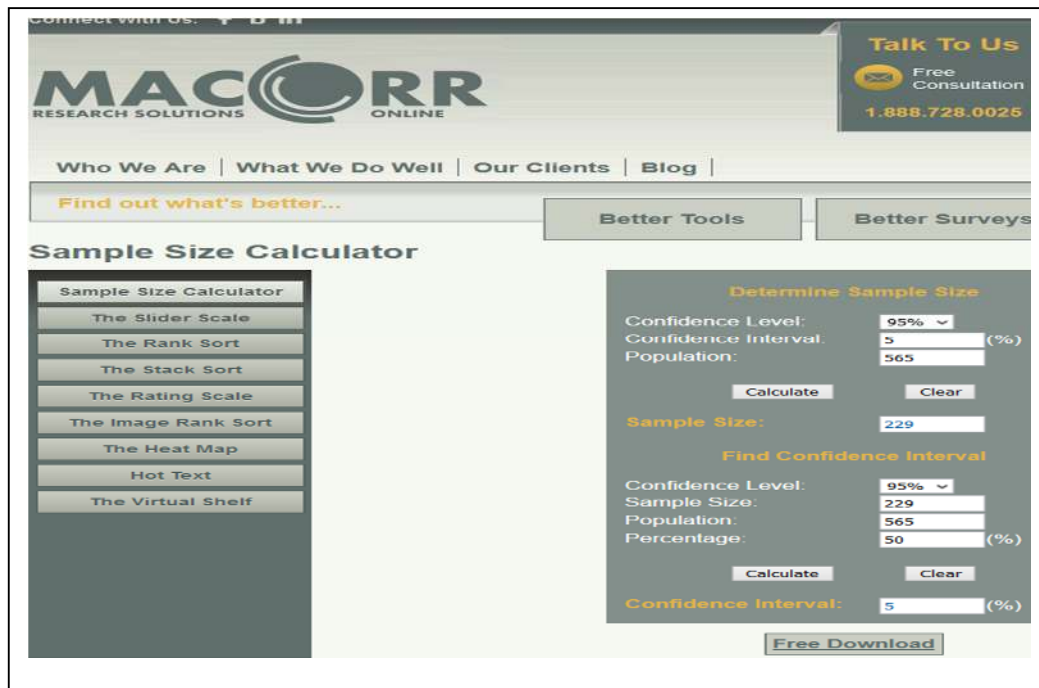 Connect With Us: f b in
Talk To Us
Free
Consultation
1.888.728.0025
MACORR
RESEARCH SOLUTIONS ONLINE
Who We Are | What We Do Well | Our Clients | Blog |
Find out what's better...
Better Tools
Better Surveys
Sample Size Calculator
Sample Size Calculator
The Slider Scale
The Rank Sort
The Stack Sort
The Rating Scale
The Image Rank Sort
The Heat Map
Hot Text
The Virtual Shelf
Determine Sample Size
Confidence Level: 95%
Confidence Interval: 5 (%)
Population: 565
Calculate Clear
Sample Size: 229
Find Confidence Interval
Confidence Level: 95%
Sample Size: 229
Population: 565
Percentage: 50 (%)
Calculate Clear
Confidence Interval: 5 (%)
Free Download